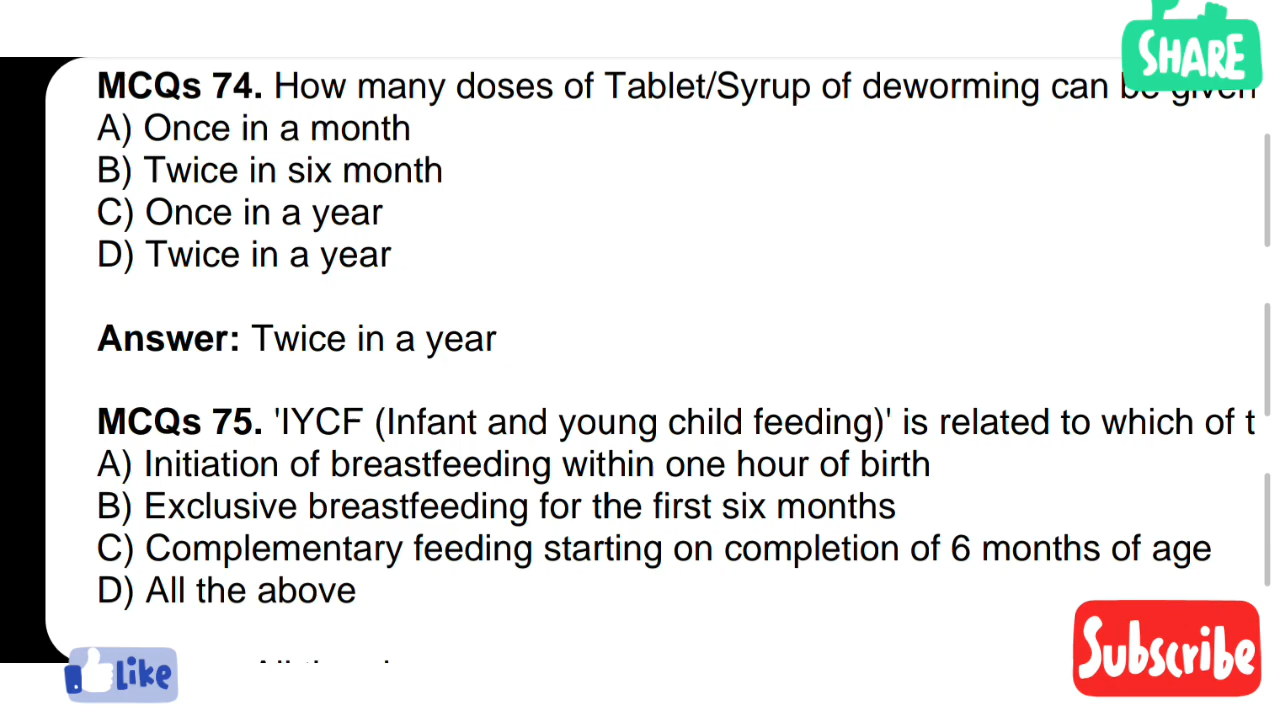 SHARE
MCQs 74. How many doses of Tablet/Syrup of deworming can be given
A) Once in a month
B) Twice in six month
C) Once in a year
D) Twice in a year
Answer: Twice in a year
MCQs 75. 'IYCF (Infant and young child feeding)' is related to which of t
A) Initiation of breastfeeding within one hour of birth
B) Exclusive breastfeeding for the first six months
C) Complementary feeding starting on completion of 6 months of age
D) All the above
Like
Subscribe